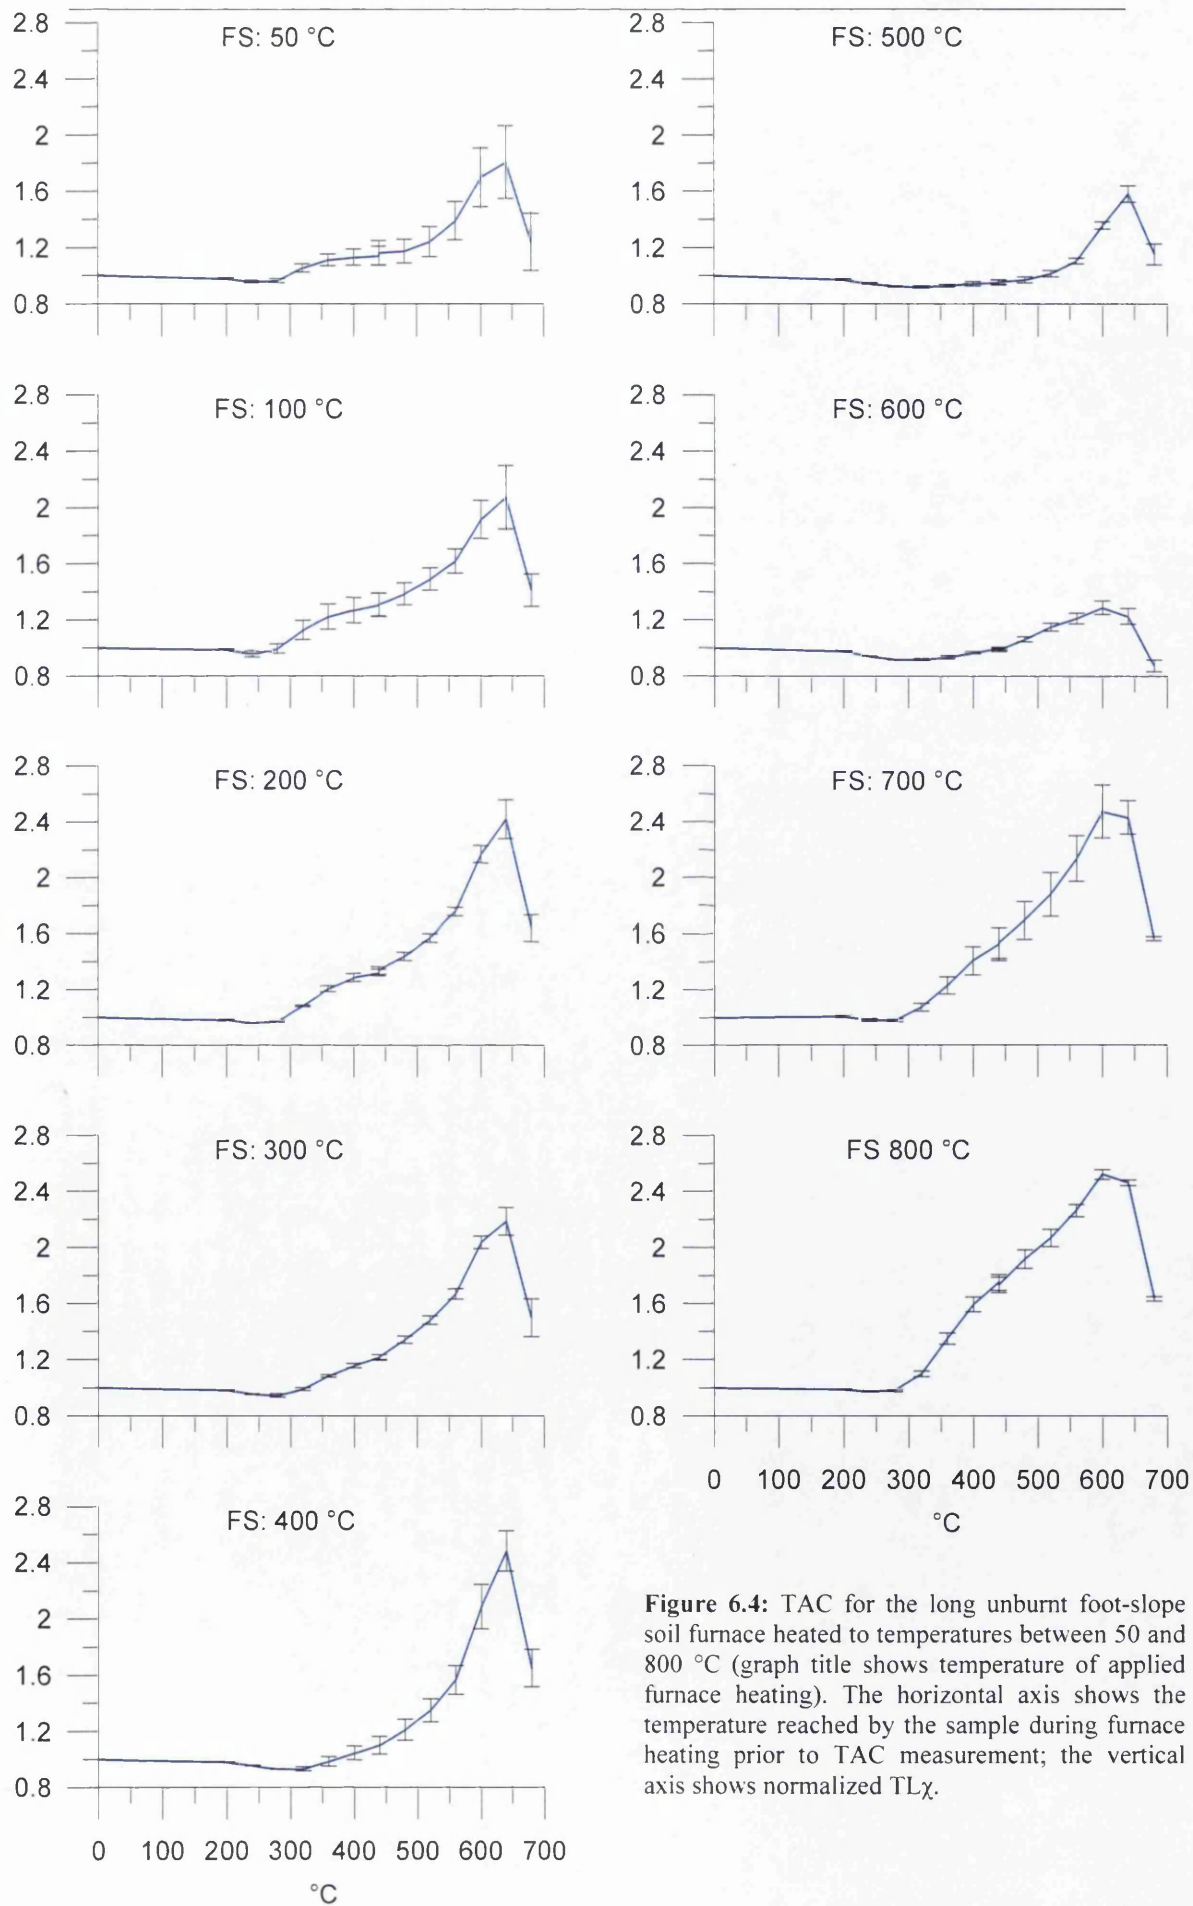 2.8
FS: 50 °C
2.4
2
1.6
1.2
0.8
2.8
FS: 100 °C
2.4
2
1.6
1.2
0.8
2.8
FS: 200 °C
2.4
2
1.6
1.2
0.8
2.8
FS: 300 °C
2.4
2
1.6
1.2
0.8
2.8
FS: 400 °C
2.4
2
1.6
1.2
0.8
0 100 200 300 400 500 600 700
°C
2.8
FS: 500 °C
2.4
2
1.6
1.2
0.8
2.8
FS: 600 °C
2.4
2
1.6
1.2
0.8
2.8
FS: 700 °C
2.4
2
1.6
1.2
0.8
2.8
FS 800 °C
2.4
2
1.6
1.2
0.8
0 100 200 300 400 500 600 700
°C
Figure 6.4: TAC for the long unburnt foot-slope
soil furnace heated to temperatures between 50 and
800 °C (graph title shows temperature of applied
furnace heating). The horizontal axis shows the
temperature reached by the sample during furnace
heating prior to TAC measurement; the vertical
axis shows normalized TLχ.